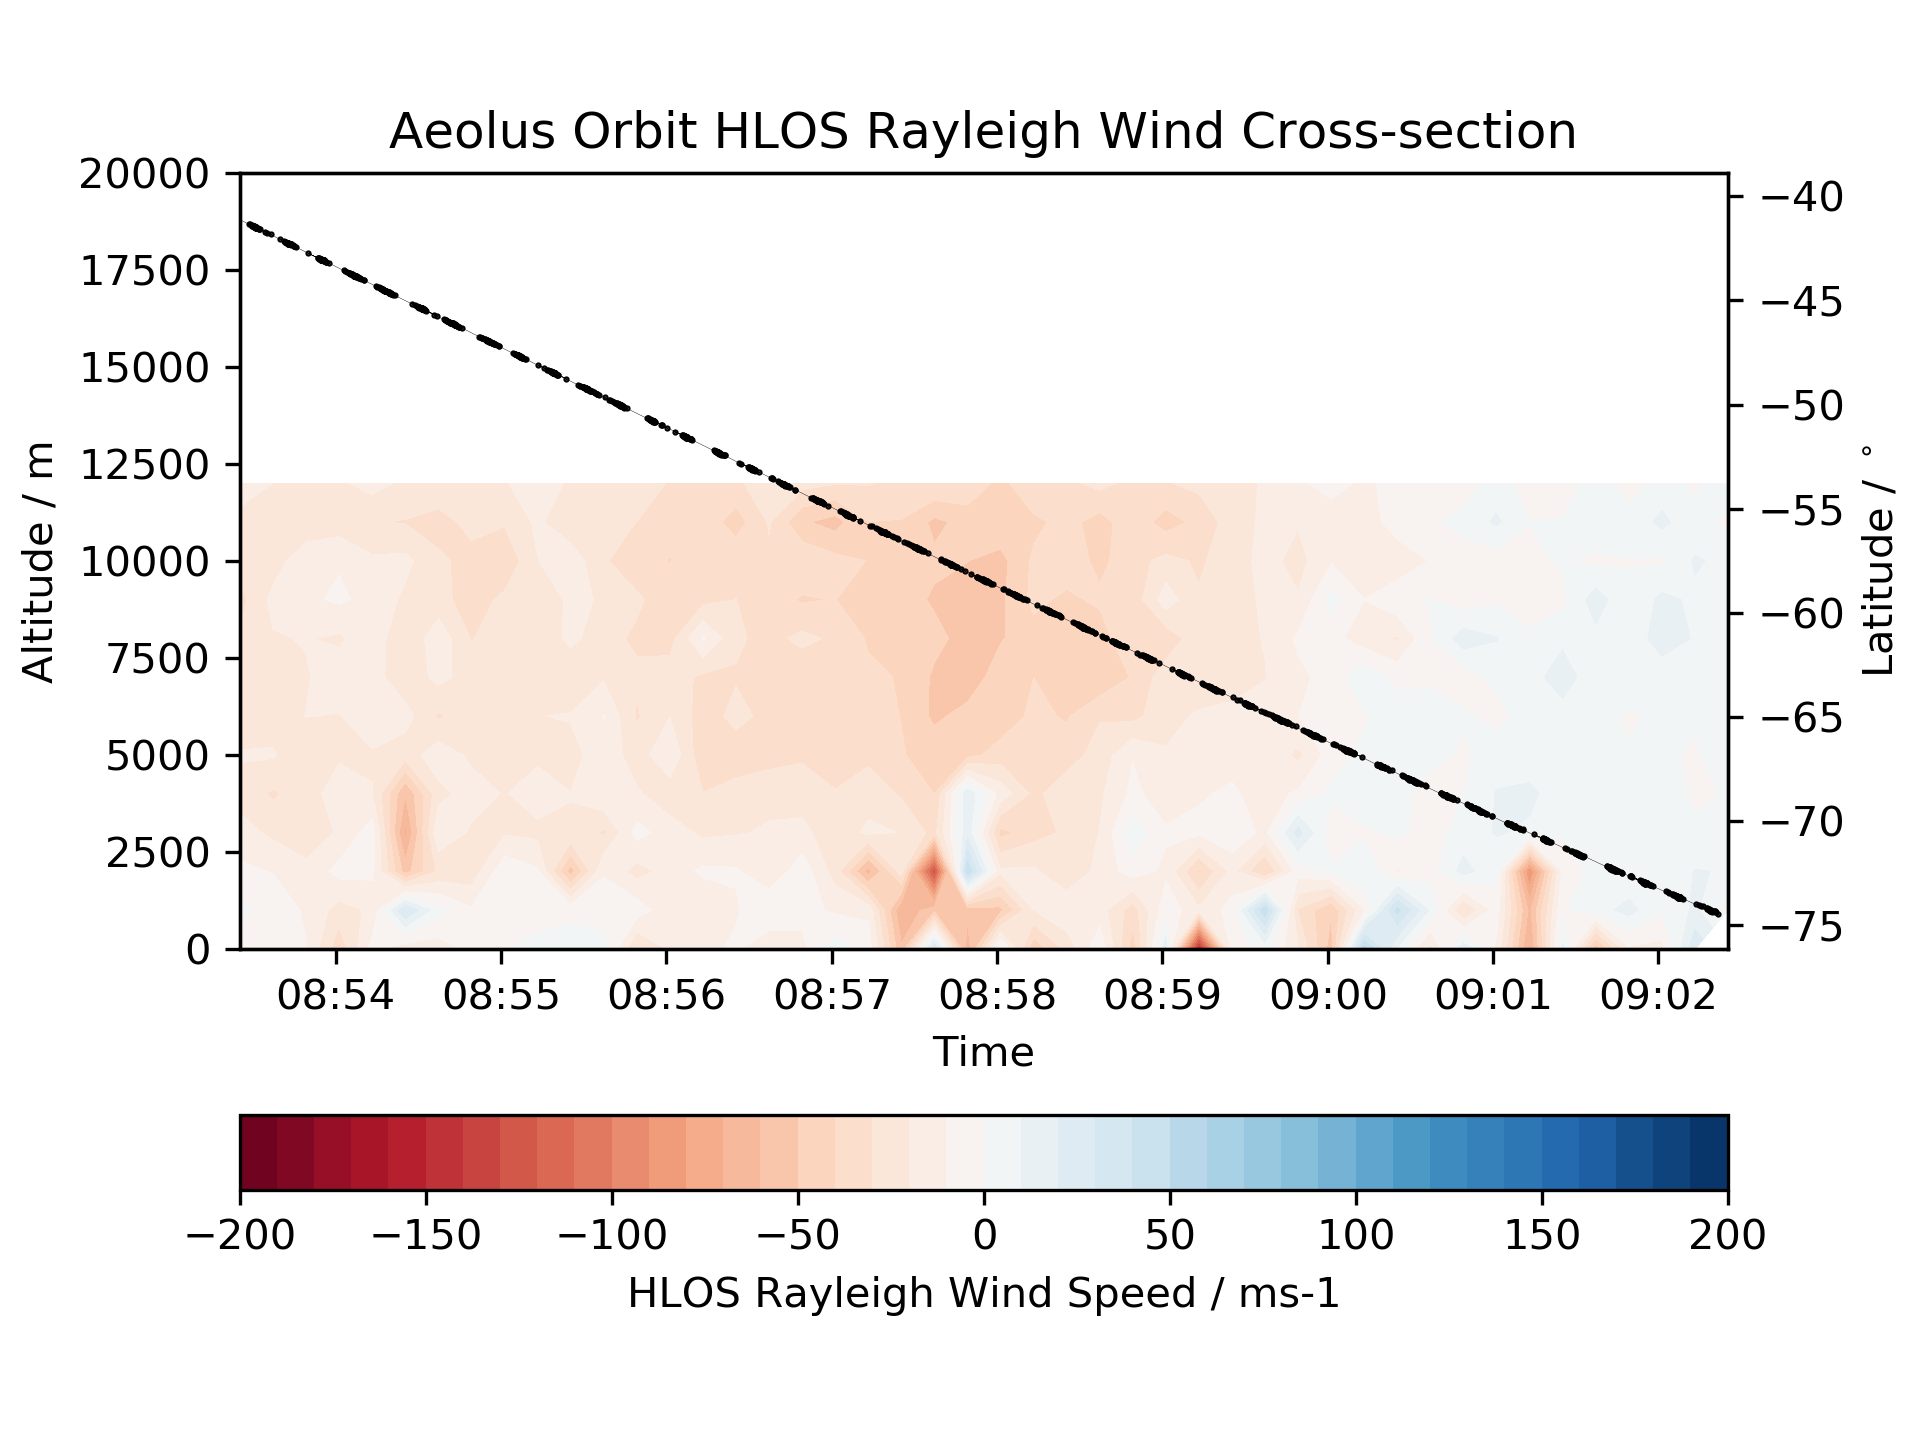 Aeolus Orbit HLOS Rayleigh Wind Cross-section
20000
17500
15000
12500
10000
7500
5000
2500
0
Altitude / m
−40
−45
−50
−55
−60
−65
−70
−75
Latitude / °
08:54 08:55 08:56 08:57 08:58 08:59 09:00 09:01 09:02
Time
−200 −150 −100 −50 0 50 100 150 200
HLOS Rayleigh Wind Speed / ms-1